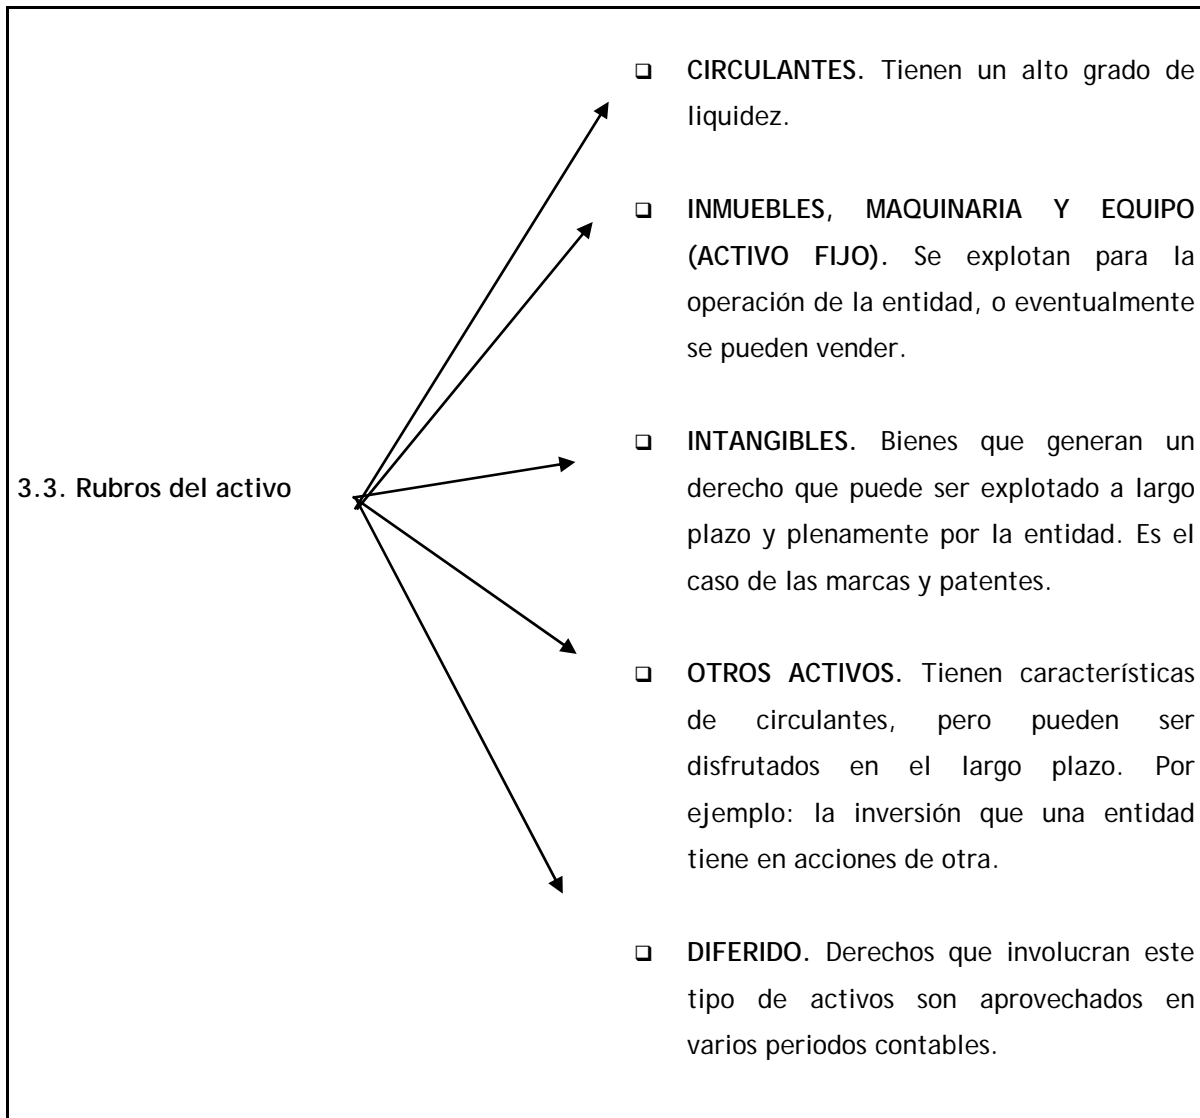 CIRCULANTES. Tienen un alto grado de
liquidez.
INMUEBLES, MAQUINARIA Y EQUIPO
(ACTIVO FIJO). Se explotan para la
operación de la entidad, o eventualmente
se pueden vender.
3.3. Rubros del activo
INTANGIBLES. Bienes que generan un
derecho que puede ser explotado a largo
plazo y plenamente por la entidad. Es el
caso de las marcas y patentes.
OTROS ACTIVOS. Tienen características
de circulantes, pero pueden ser
disfrutados en el largo plazo. Por
ejemplo: la inversión que una entidad
tiene en acciones de otra.
DIFERIDO. Derechos que involucran este
tipo de activos son aprovechados en
varios periodos contables.